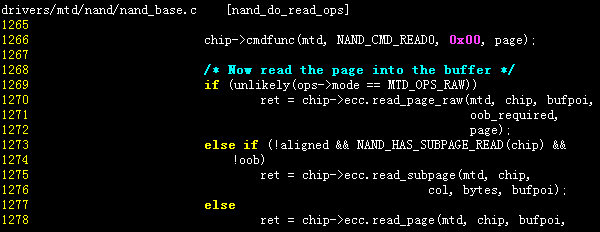 drivers/mtd/nand/nand_base.c [nand_do_read_ops]
1265
1266 chip->cmdfunc(mtd, NAND_CMD_READ0, 0x00, page);
1267
1268 /* Now read the page into the buffer */
1269 if (unlikely(ops->mode == MTD_OPS_RAW))
1270 ret = chip->ecc.read_page_raw(mtd, chip, bufpoi,
1271 oob_required,
1272 page);
1273 else if (!aligned && NAND_HAS_SUBPAGE_READ(chip) &&
1274 !oob)
1275 ret = chip->ecc.read_subpage(mtd, chip,
1276 col, bytes, bufpoi);
1277 else
1278 ret = chip->ecc.read_page(mtd, chip, bufpoi,